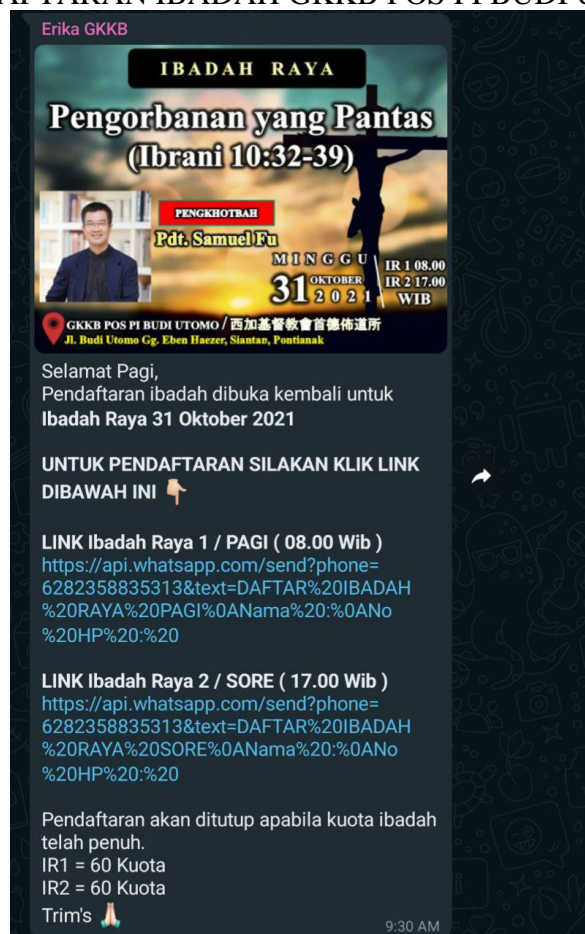 Erika GKKB
IBADAH RAYA
Pengorbanan yang Pantas
(Ibrani 10:32-39)
PENGKHOTBAH
Pdt. Samuel Fu
MINGGU
31 OKTOBER
2021
IR 1 08.00
IR 2 17.00
WIB
GKKB POS PI BUDI UTOMO / 西加基督教會首德佈道所
Jl. Budi Utomo Gg. Eben Haezer, Siantan, Pontianak
Selamat Pagi,
Pendaftaran ibadah dibuka kembali untuk
Ibadah Raya 31 Oktober 2021
UNTUK PENDAFTARAN SILAKAN KLIK LINK
DIBAWAH INI 👇🏻
LINK Ibadah Raya 1 / PAGI ( 08.00 Wib )
https://api.whatsapp.com/send?phone=
6282358835313&text=DAFTAR%20IBADAH
%20RAYA%20PAGI%0ANama%20:%0ANo
%20HP%20:%20
LINK Ibadah Raya 2 / SORE ( 17.00 Wib )
https://api.whatsapp.com/send?phone=
6282358835313&text=DAFTAR%20IBADAH
%20RAYA%20SORE%0ANama%20:%0ANo
%20HP%20:%20
Pendaftaran akan ditutup apabila kuota ibadah
telah penuh.
IR1 = 60 Kuota
IR2 = 60 Kuota
Trim's 🙏🏻
9:30 AM